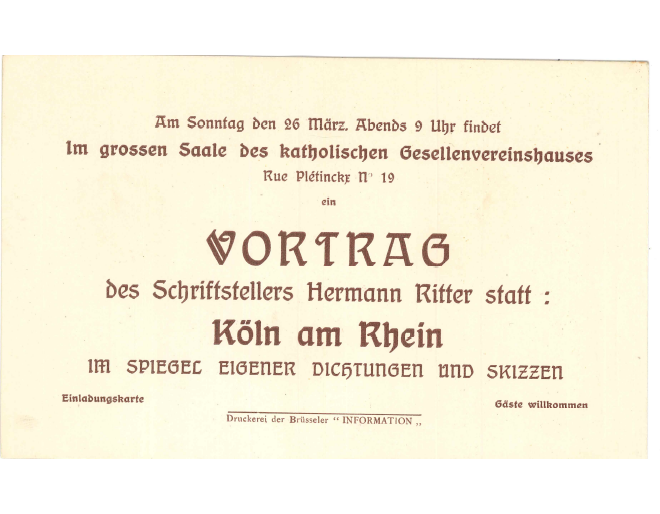 Am Sonntag den 26 März. Abends 9 Uhr findet
Im grossen Saale des katholischen Gesellenvereinshauses
Rue Plétinckx N° 19
ein
VORTRAG
des Schriftstellers Hermann Ritter statt :
Köln am Rhein
IM SPIEGEL EIGENER DICHTUNGEN UND SKIZZEN
Einladungskarte
Gäste willkommen
Druckerei der Brüsseler “ INFORMATION „